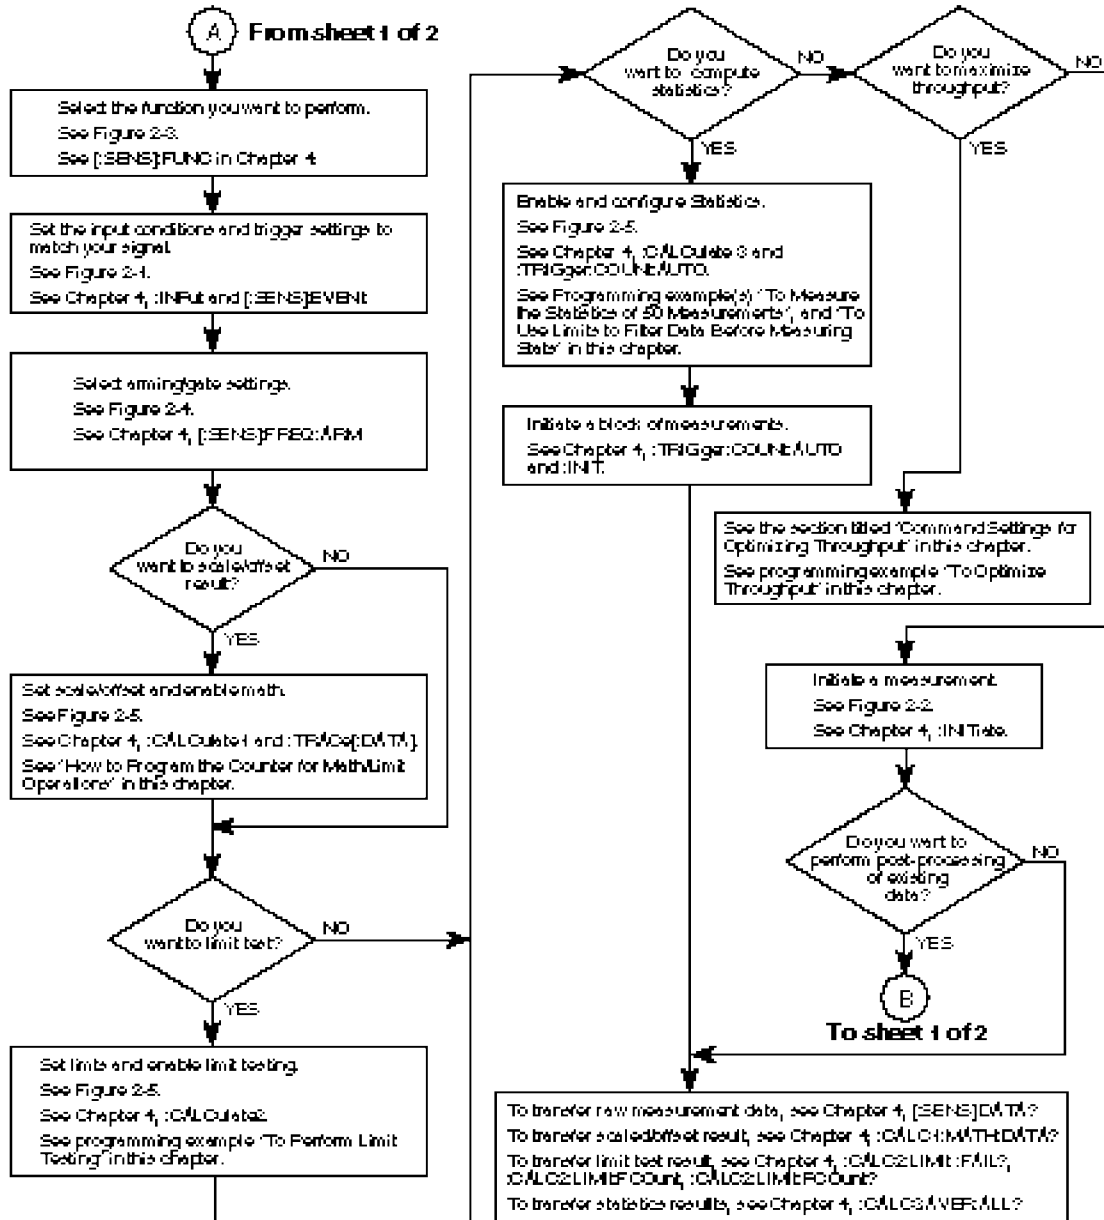 A From sheet 1 of 2
Select the function you want to perform.
See Figure 2-3.
See [:SENS]:FUNC in Chapter 4
Set the input conditions and trigger settings to
match your signal.
See Figure 2-1.
See Chapter 4, :INPut and [:SENS]:EVENt
Select arming/gate settings.
See Figure 2-4.
See Chapter 4, [:SENS]:FREQ:ARM
Do you
want to scale/offset
result?
NO
YES
Set scale/offset and enable math.
See Figure 2-5.
See Chapter 4, :CALCulate1 and :TRACe[:DATA].
See "How to Program the Counter for Math/Limit
Operations" in this chapter.
Do you
want to limit test?
NO
YES
Set limits and enable limit testing.
See Figure 2-5.
See Chapter 4, :CALCulate2.
See programming example "To Perform Limit
Testing" in this chapter.
Do you
want to compute
statistics?
NO
YES
Enable and configure Statistics.
See Figure 2-5.
See Chapter 4, :CALCulate 3 and
:TRIGger:COUNt:AUTO.
See Programming example(s) "To Measure
the Statistics of 50 Measurements", and "To
Use Limits to Filter Data Before Measuring
Stats" in this chapter.
Initiate a block of measurements.
See Chapter 4, :TRIGger:COUNt:AUTO
and :INIT.
Do you
want to maximize
throughput?
NO
YES
See the section titled "Command Settings for
Optimizing Throughput" in this chapter.
See programming example "To Optimize
Throughput" in this chapter.
Initiate a measurement.
See Figure 2-2.
See Chapter 4, :INITiate.
Do you want to
perform post-processing
of existing
data?
NO
YES
B
To sheet 1 of 2
To transfer raw measurement data, see Chapter 4, [:SENS]:DATA?
To transfer scaled/offset result, see Chapter 4, :CALC1:MATH:DATA?
To transfer limit test result, see Chapter 4, :CALC2:LIMit:FAIL?,
:CALC2:LIMit:FCOunt, :CALC2:LIMit:PCOunt?
To transfer statistics results, see Chapter 4, :CALC3:AVER:ALL?